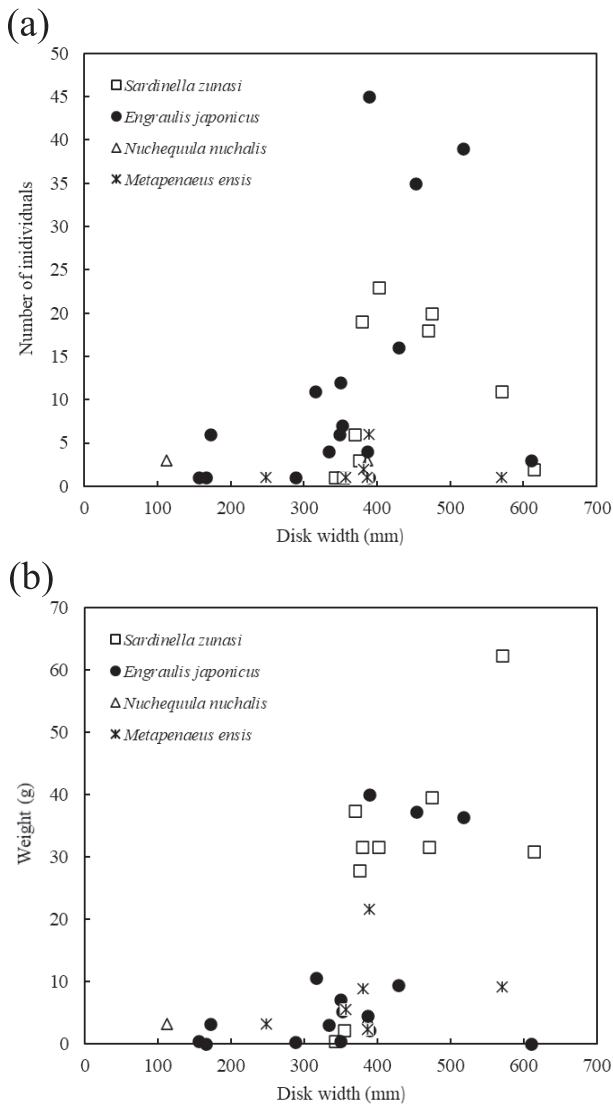 (a)
50
45
40
35
30
25
20
15
10
5
0
Number of inidividuals
Sardinella zunasi
Engraulis japonicus
Nuchequula nuchalis
Metapenaeus ensis
0 100 200 300 400 500 600 700
Disk width (mm)
(b)
70
60
50
40
30
20
10
0
Weight (g)
Sardinella zunasi
Engraulis japonicus
Nuchequula nuchalis
Metapenaeus ensis
0 100 200 300 400 500 600 700
Disk width (mm)